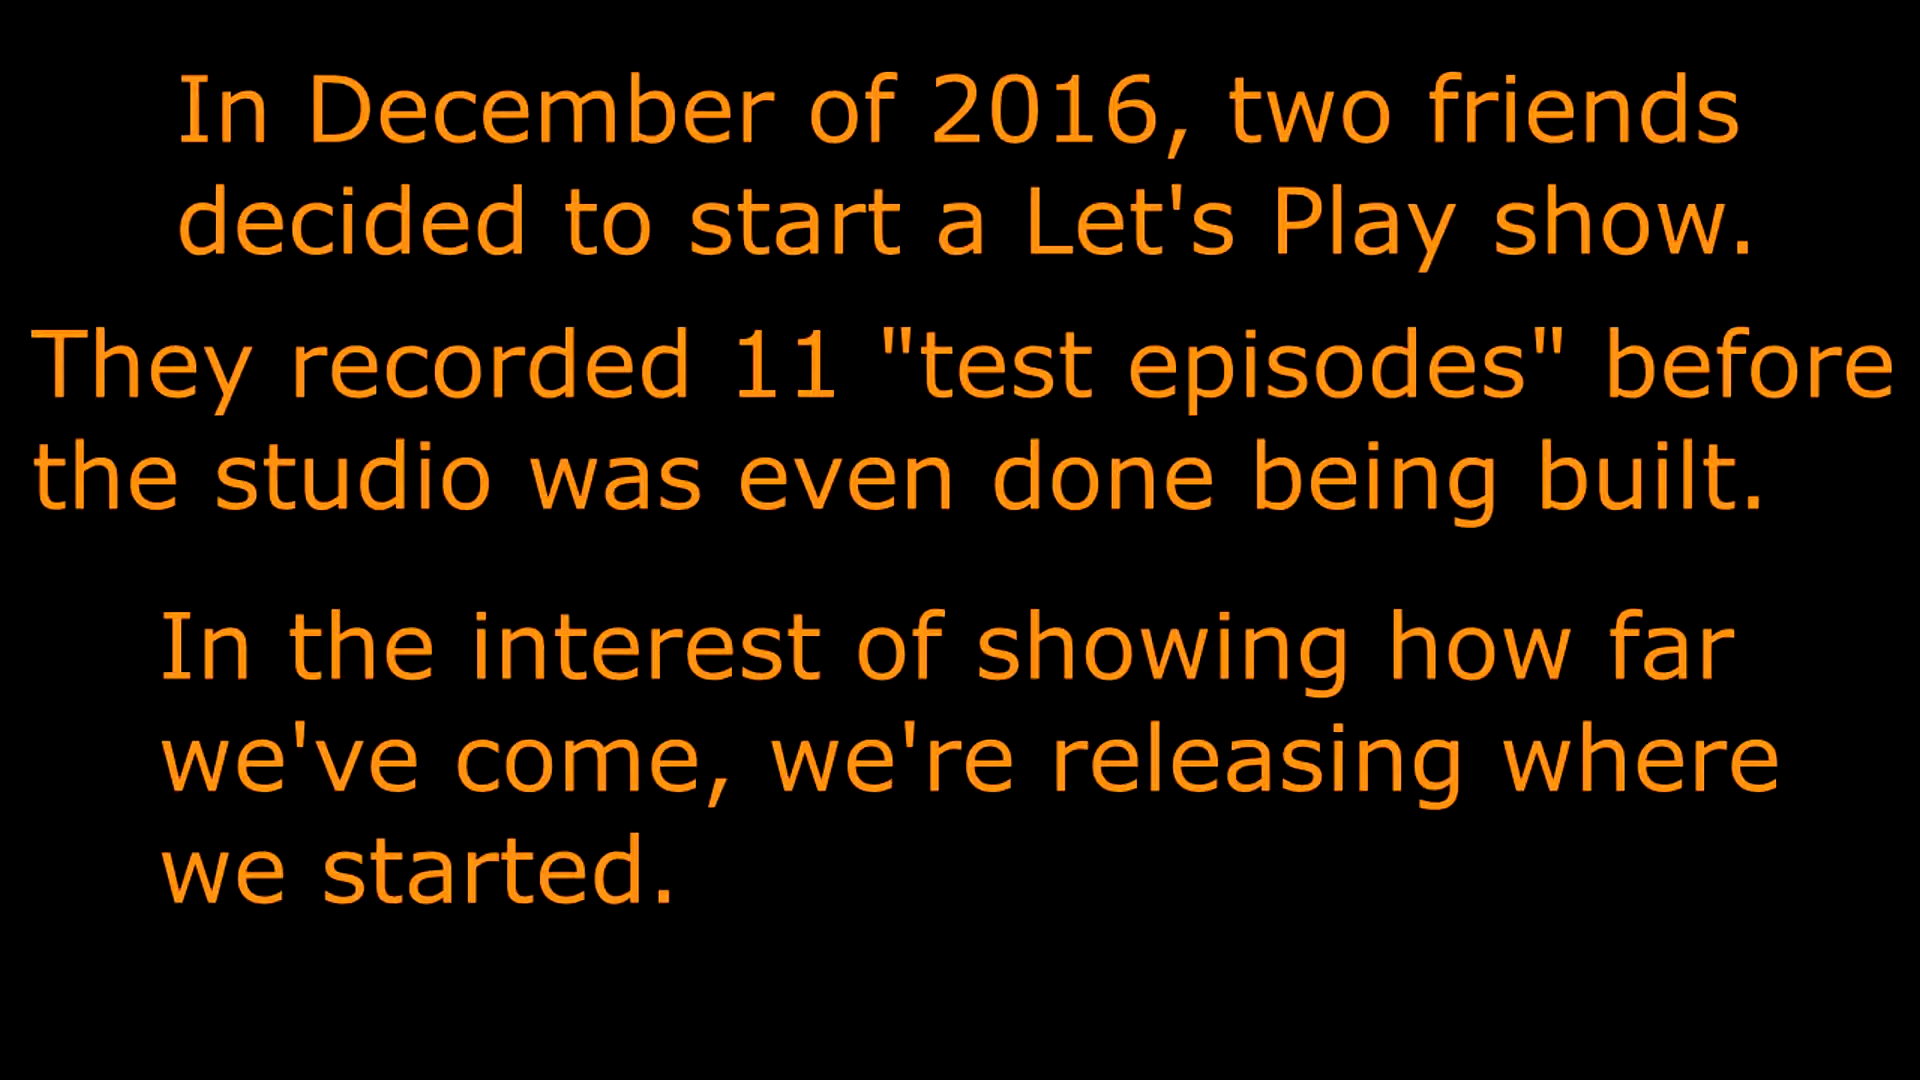 In December of 2016, two friends
decided to start a Let's Play show.
They recorded 11 "test episodes" before
the studio was even done being built.
In the interest of showing how far
we've come, we're releasing where
we started.